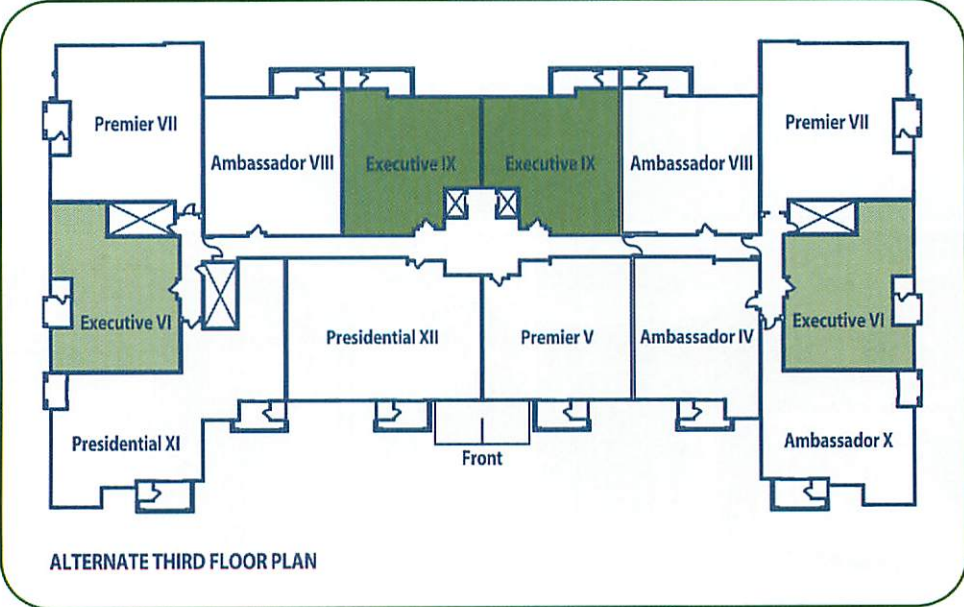 Premier VII
Premier VII
Ambassador VIII
Executive IX
Executive IX
Ambassador VIII
Executive VI
Presidential XII
Premier V
Ambassador IV
Executive VI
Presidential XI
Front
Ambassador X
ALTERNATE THIRD FLOOR PLAN